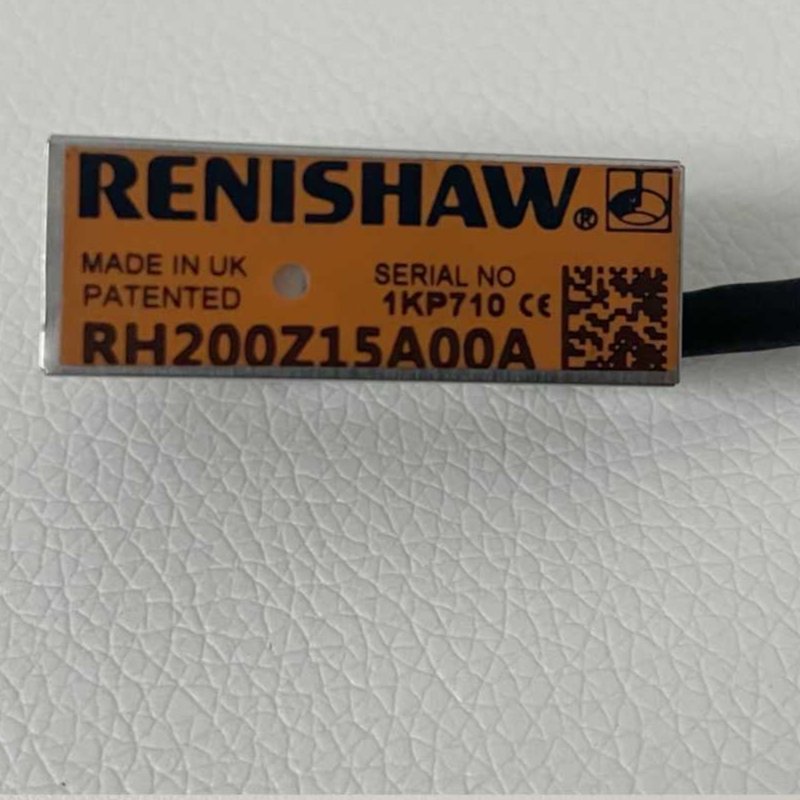 RENISHAW®
MADE IN UK
PATENTED
SERIAL NO
1KP710 CE
RH200Z15A00A